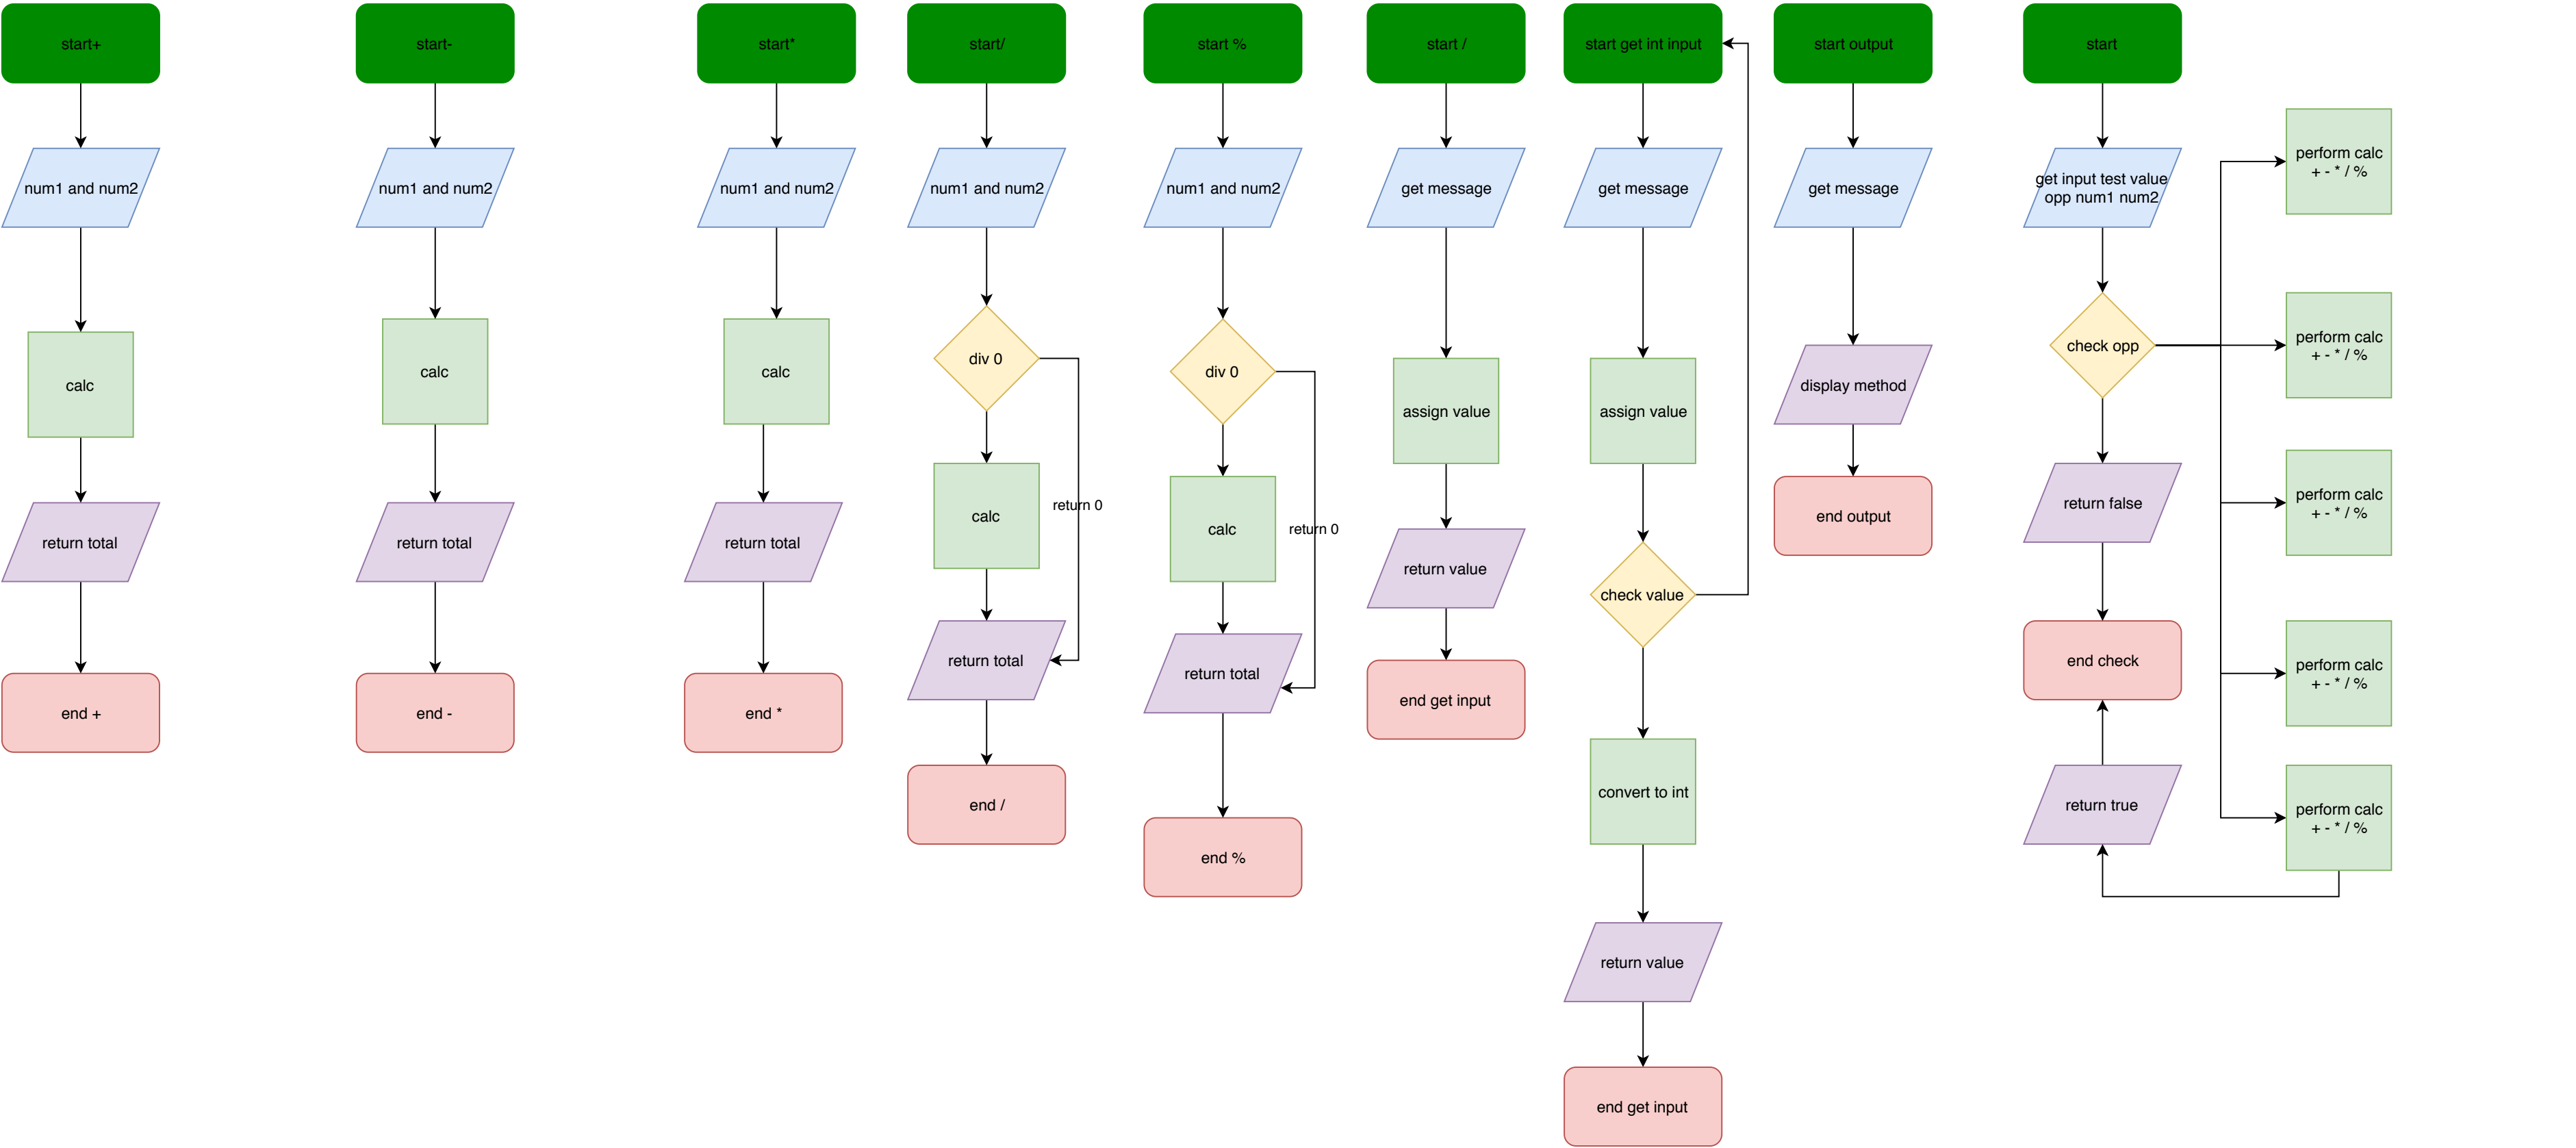 start+
num1 and num2
calc
return total
end +
start-
num1 and num2
calc
return total
end -
start*
num1 and num2
calc
return total
end *
start/
num1 and num2
div 0
calc
return 0
return total
end /
start %
num1 and num2
div 0
calc
return 0
return total
end %
start /
get message
assign value
return value
end get input
start get int input
get message
assign value
check value
convert to int
return value
end get input
start output
get message
display method
end output
start
get input test value
opp num1 num2
check opp
return false
end check
return true
perform calc
+ - * / %
perform calc
+ - * / %
perform calc
+ - * / %
perform calc
+ - * / %
perform calc
+ - * / %